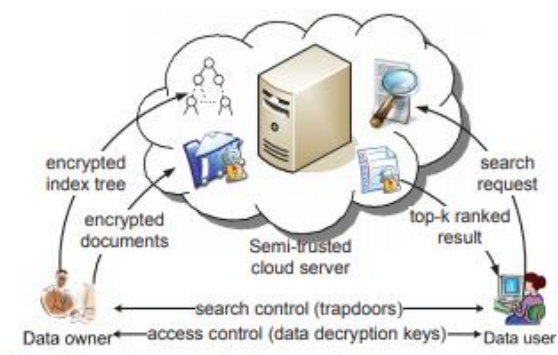 encrypted
index tree
encrypted
documents
Semi-trusted
cloud server
search
request
top-k ranked
result
search control (trapdoors)
access control (data decryption keys)
Data owner
Data user